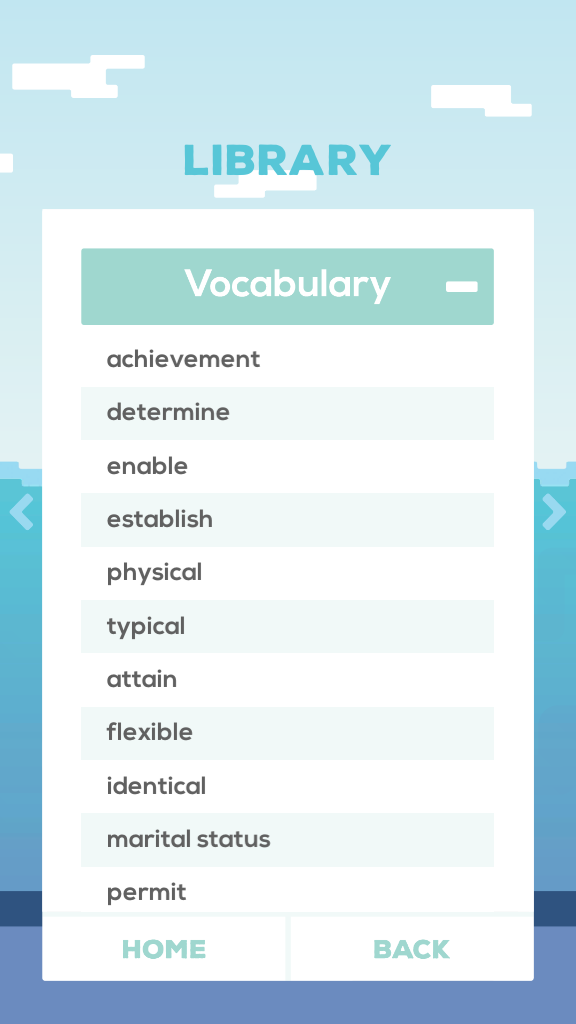 LIBRARY
Vocabulary
achievement
determine
enable
establish
physical
typical
attain
flexible
identical
marital status
permit
HOME
BACK